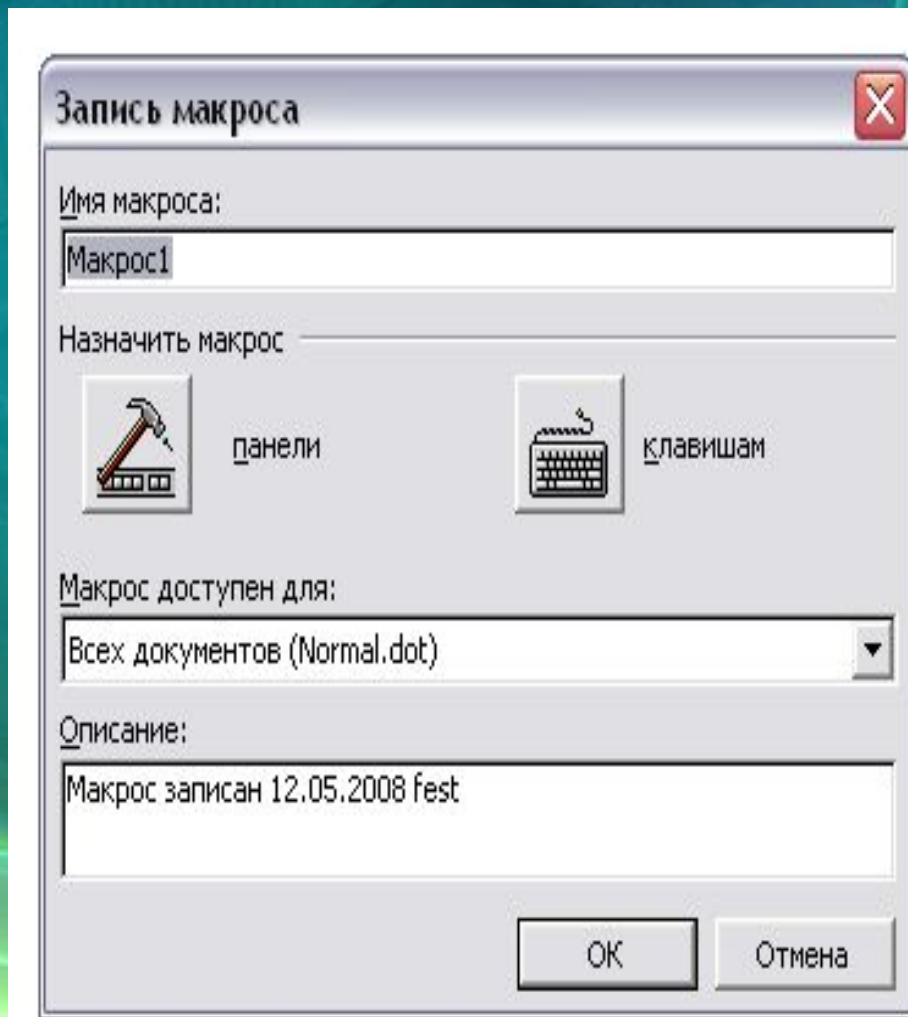 Запись макроса
Имя макроса:
Макрос1
Назначить макрос
панели
клавишам
Макрос доступен для:
Всех документов (Normal.dot)
Описание:
Макрос записан 12.05.2008 fest
ОК
Отмена